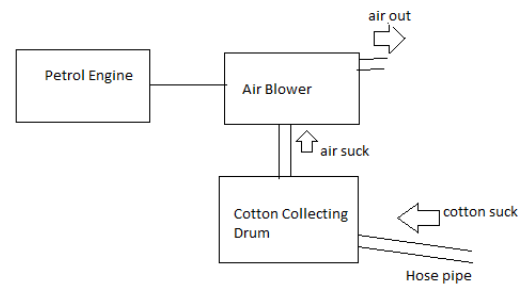 air out
Petrol Engine
Air Blower
air suck
Cotton Collecting
Drum
cotton suck
Hose pipe